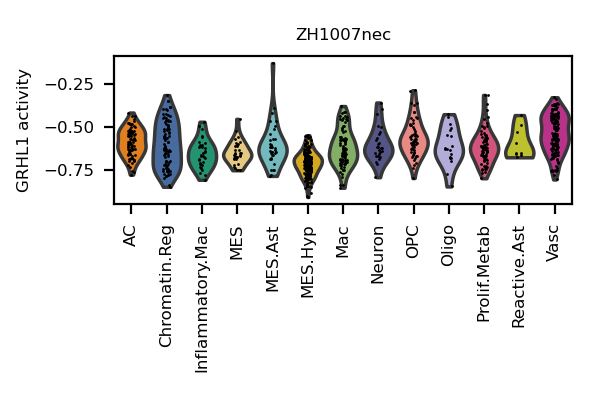 ZH1007nec
GRHL1 activity
−0.25
−0.50
−0.75
AC
Chromatin.Reg
Inflammatory.Mac
MES
MES.Ast
MES.Hyp
Mac
Neuron
OPC
Oligo
Prolif.Metab
Reactive.Ast
Vasc